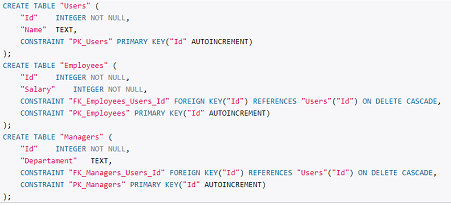 CREATE TABLE "Users" (
"Id" INTEGER NOT NULL,
"Name" TEXT,
CONSTRAINT "PK_Users" PRIMARY KEY("Id" AUTOINCREMENT)
);
CREATE TABLE "Employees" (
"Id" INTEGER NOT NULL,
"Salary" INTEGER NOT NULL,
CONSTRAINT "FK_Employees_Users_Id" FOREIGN KEY("Id") REFERENCES "Users"("Id") ON DELETE CASCADE,
CONSTRAINT "PK_Employees" PRIMARY KEY("Id" AUTOINCREMENT)
);
CREATE TABLE "Managers" (
"Id" INTEGER NOT NULL,
"Departament" TEXT,
CONSTRAINT "FK_Managers_Users_Id" FOREIGN KEY("Id") REFERENCES "Users"("Id") ON DELETE CASCADE,
CONSTRAINT "PK_Managers" PRIMARY KEY("Id" AUTOINCREMENT)
);